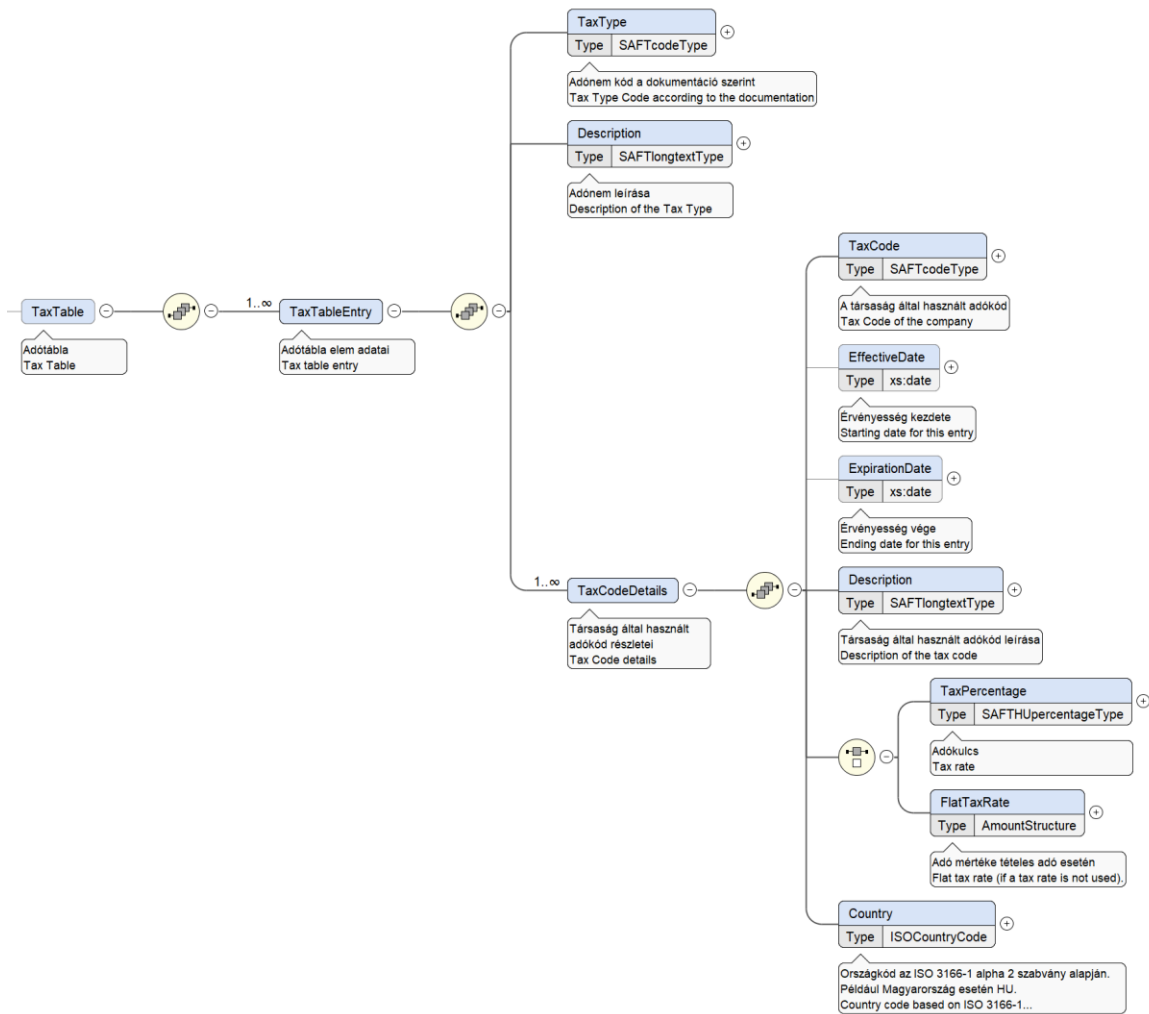 TaxType
Type SAFTcodeType
Adónem kód a dokumentáció szerint
Tax Type Code according to the documentation
Description
Type SAFTlongtextType
Adónem leírása
Description of the Tax Type
TaxTable
Adótábla
Tax Table
1..∞
TaxTableEntry
Adótábla elem adatai
Tax table entry
1..∞
TaxCodeDetails
Társaság által használt
adókód részletei
Tax Code details
TaxCode
Type SAFTcodeType
A társaság által használt adókód
Tax Code of the company
EffectiveDate
Type xs:date
Érvényesség kezdete
Starting date for this entry
ExpirationDate
Type xs:date
Érvényesség vége
Ending date for this entry
Description
Type SAFTlongtextType
Társaság által használt adókód leírása
Description of the tax code
TaxPercentage
Type SAFTHUpercentageType
Adókulcs
Tax rate
FlatTaxRate
Type AmountStructure
Adó mértéke tételes adó esetén
Flat tax rate (if a tax rate is not used).
Country
Type ISOCountryCode
Országkód az ISO 3166-1 alpha 2 szabvány alapján.
Például Magyarország esetén HU.
Country code based on ISO 3166-1...